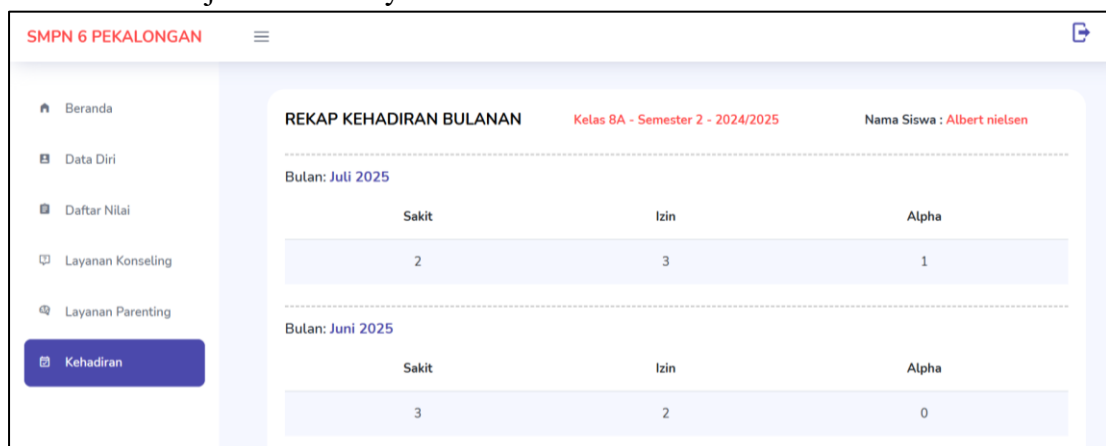 SMPN 6 PEKALONGAN
Beranda
Data Diri
Daftar Nilai
Layanan Konseling
Layanan Parenting
Kehadiran
REKAP KEHADIRAN BULANAN Kelas 8A - Semester 2 - 2024/2025 Nama Siswa : Albert nielsen
Bulan: Juli 2025
Sakit Izin Alpha
2 3 1
Bulan: Juni 2025
Sakit Izin Alpha
3 2 0